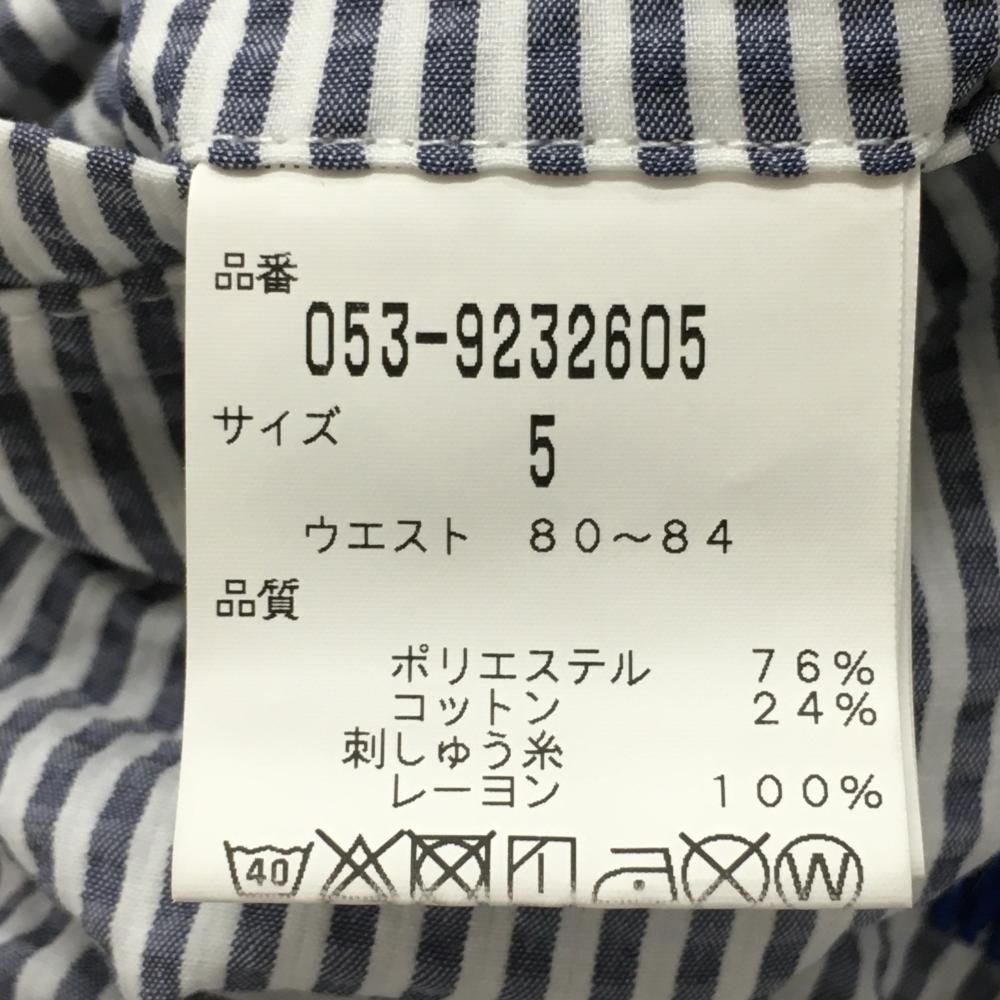 品番
053-9232605
サイズ
5
ウエスト ８０～８４
品質
ポリエステル ７６％
コットン ２４％
刺しゅう糸
レーヨン １００％
40 W